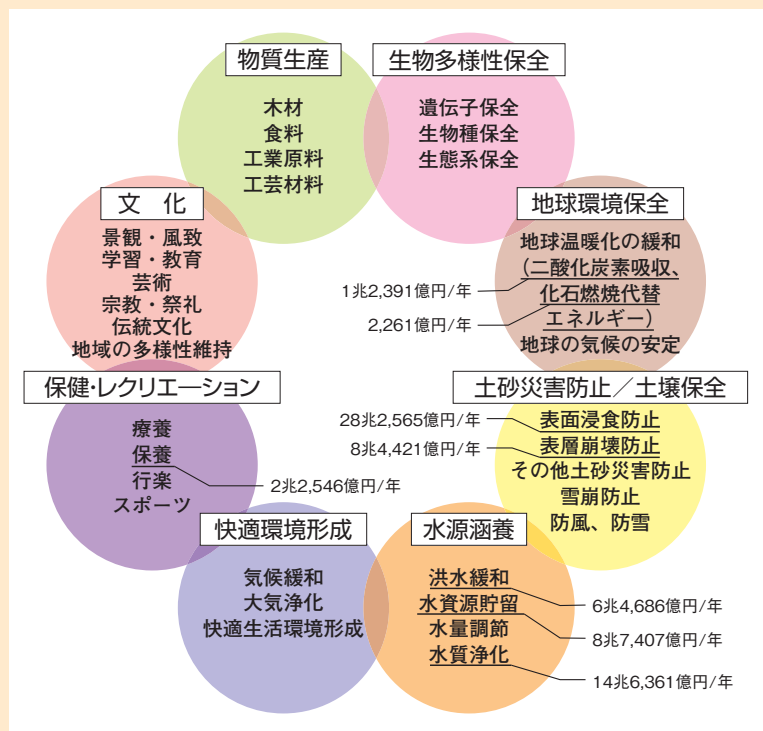 物質生産
木材
食料
工業原料
工芸材料
生物多様性保全
遺伝子保全
生物種保全
生態系保全
文 化
景観・風致
学習・教育
芸術
宗教・祭礼
伝統文化
地域の多様性維持
地球環境保全
地球温暖化の緩和
(二酸化炭素吸収、
化石燃焼代替
エネルギー)
地球の気候の安定
1兆2,391億円/年
2,261億円/年
保健・レクリエーション
療養
保養
行楽
スポーツ
2兆2,546億円/年
土砂災害防止/土壌保全
28兆2,565億円/年
表面浸食防止
8兆4,421億円/年
表層崩壊防止
その他土砂災害防止
雪崩防止
防風、防雪
快適環境形成
気候緩和
大気浄化
快適生活環境形成
水源涵養
洪水緩和
水資源貯留
水量調節
水質浄化
6兆4,686億円/年
8兆7,407億円/年
14兆6,361億円/年